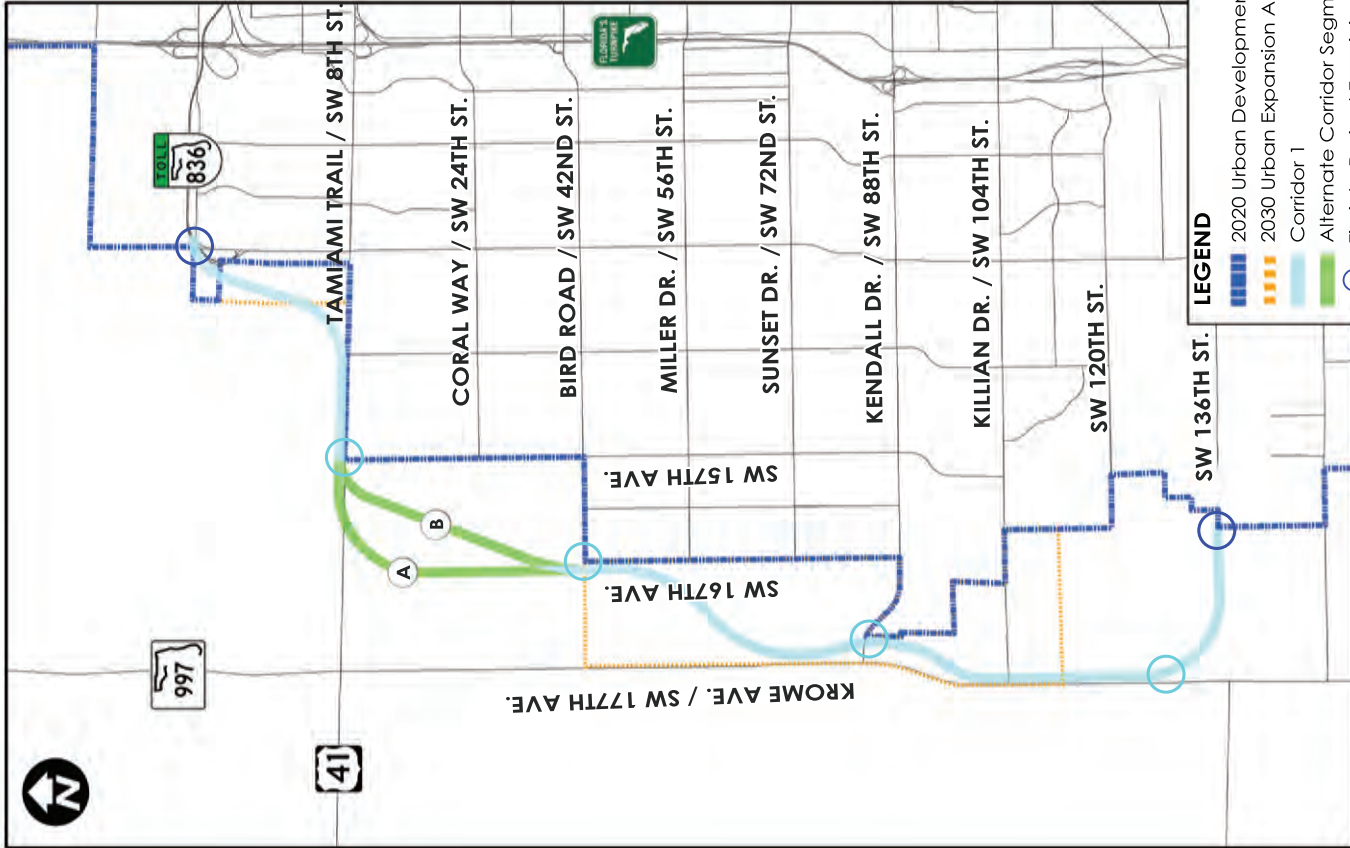 N
997
41
TOLL
836
FLORIDA'S
TURNPIKE
TAMIAMI TRAIL / SW 8TH ST.
CORAL WAY / SW 24TH ST.
BIRD ROAD / SW 42ND ST.
MILLER DR. / SW 56TH ST.
SUNSET DR. / SW 72ND ST.
KENDALL DR. / SW 88TH ST.
KILLIAN DR. / SW 104TH ST.
SW 120TH ST.
SW 136TH ST.
SW 157TH AVE.
SW 167TH AVE.
KROME AVE. / SW 177TH AVE.
A
B
LEGEND
2020 Urban Developmen
2030 Urban Expansion A
Corridor 1
Alternate Corridor Segm